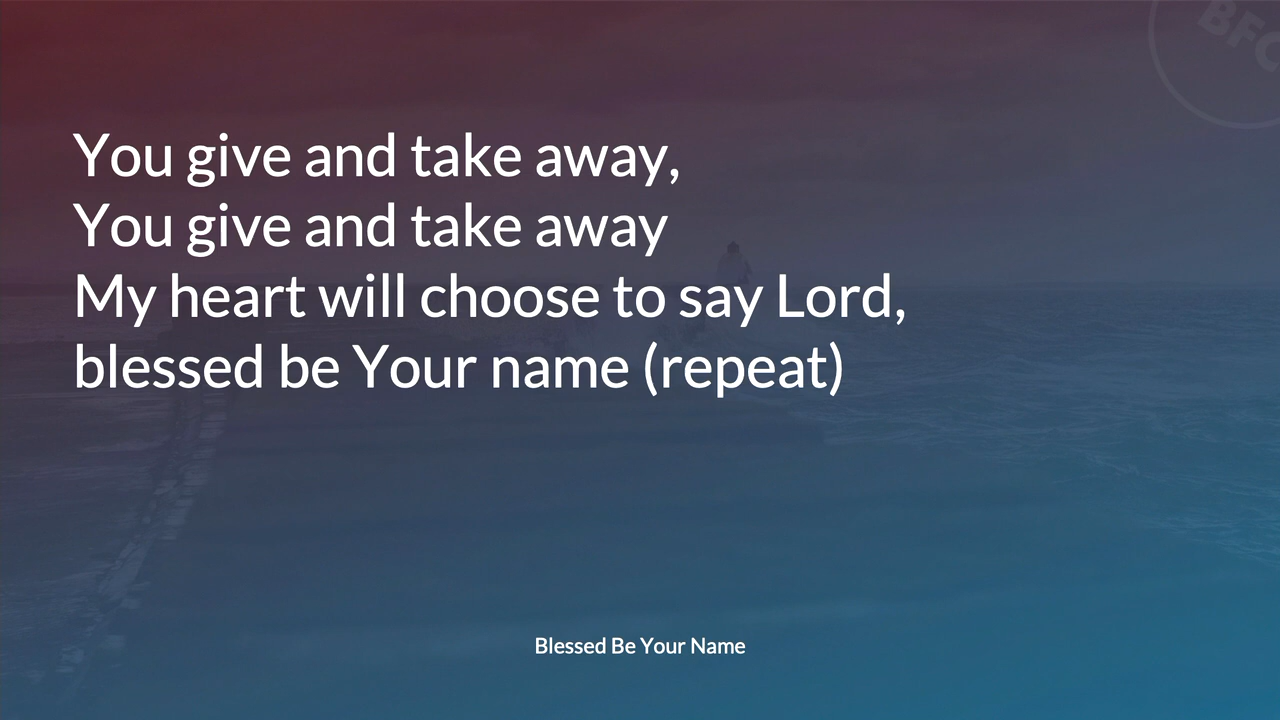 BFC
You give and take away,
You give and take away
My heart will choose to say Lord,
blessed be Your name (repeat)
Blessed Be Your Name